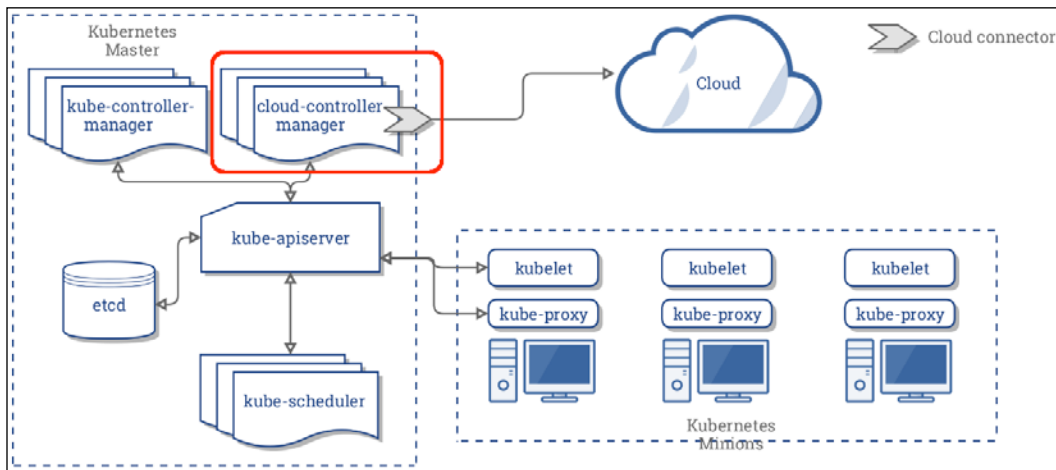 Kubernetes
Master
kube-controller-
manager
cloud-controller
manager
Cloud
Cloud connector
kube-apiserver
etcd
kube-scheduler
kubelet
kubelet
kubelet
kube-proxy
kube-proxy
kube-proxy
Kubernetes
Minions